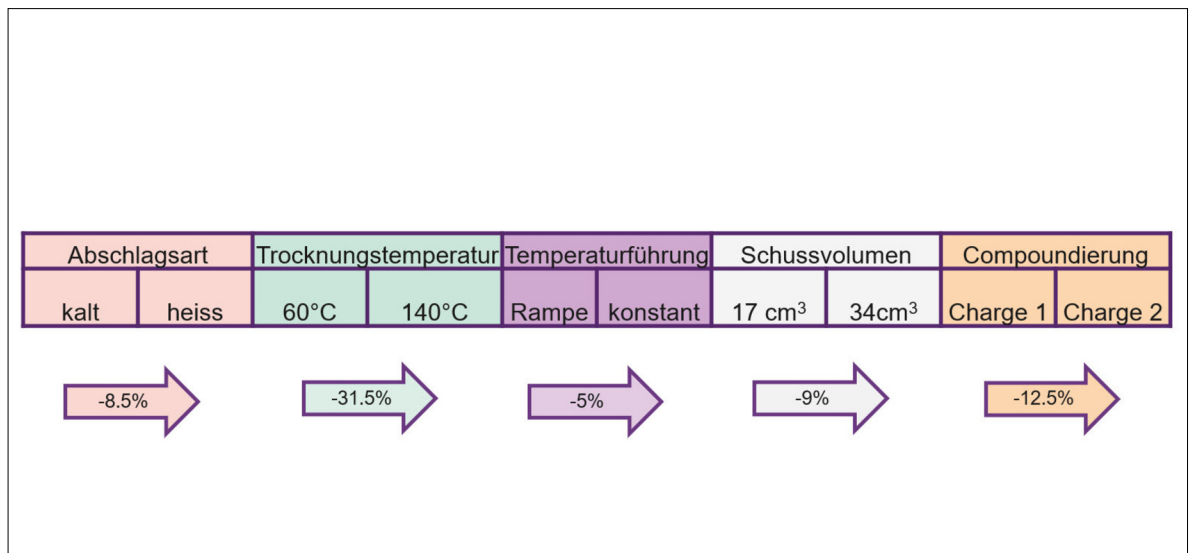 Abschlagsart Trocknungstemperatur Temperaturführung Schussvolumen Compoundierung
kalt heiss 60°C 140°C Rampe konstant 17 cm³ 34cm³ Charge 1 Charge 2
-8.5% -31.5% -5% -9% -12.5%